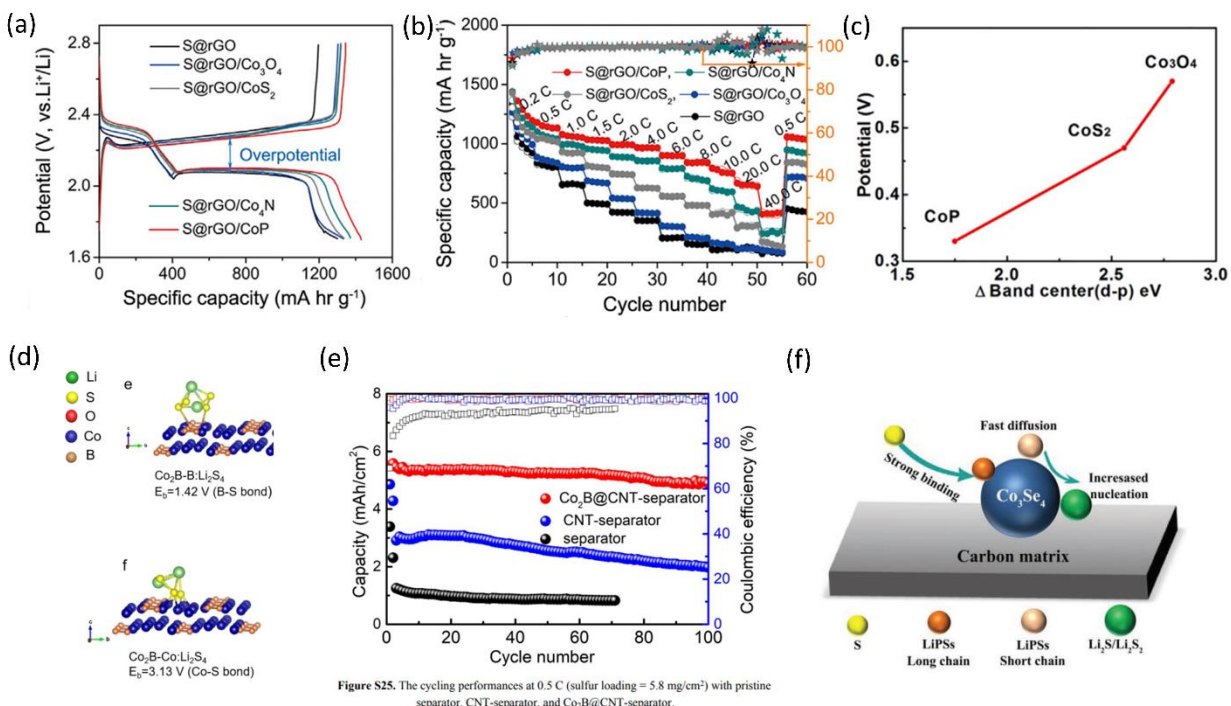 (a)
2.8
2.4
2.0
1.6
Potential (V, vs.Li⁺/Li)
S@rGO
S@rGO/Co₃O₄
S@rGO/CoS₂
Overpotential
S@rGO/Co₄N
S@rGO/CoP
0 400 800 1200 1600
Specific capacity (mA hr g⁻¹)
(b)
2000
1750
1500
1250
1000
750
500
250
0
Specific capacity (mA hr g⁻¹)
S@rGO/CoP, S@rGO/Co₄N
S@rGO/CoS₂, S@rGO/Co₃O₄
S@rGO
0.2 C
0.5 C
1.0 C
1.5 C
2.0 C
4.0 C
6.0 C
8.0 C
10.0 C
20.0 C
40.0 C
0.5 C
100
80
60
40
20
0
0 10 20 30 40 50 60
Cycle number
(c)
0.6
0.5
0.4
0.3
Potential (V)
Co₃O₄
CoS₂
CoP
1.5 2.0 2.5 3.0
Δ Band center(d-p) eV
(d)
Li
S
O
Co
B
e
c
b
Co₂B-B:Li₂S₄
E_b=1.42 V (B-S bond)
f
c
b
Co₂B-Co:Li₂S₄
E_b=3.13 V (Co-S bond)
(e)
8
6
4
2
0
Capacity (mAh/cm²)
Co₂B@CNT-separator
CNT-separator
separator
100
80
60
40
20
0
Coulombic efficiency (%)
0 20 40 60 80 100
Cycle number
Figure S25. The cycling performances at 0.5 C (sulfur loading = 5.8 mg/cm²) with pristine
separator, CNT-separator, and Co₂B@CNT-separator.
(f)
Fast diffusion
Strong binding
Increased
nucleation
Co₃Se₄
Carbon matrix
S
LiPSs
Long chain
LiPSs
Short chain
Li₂S/Li₂S₂